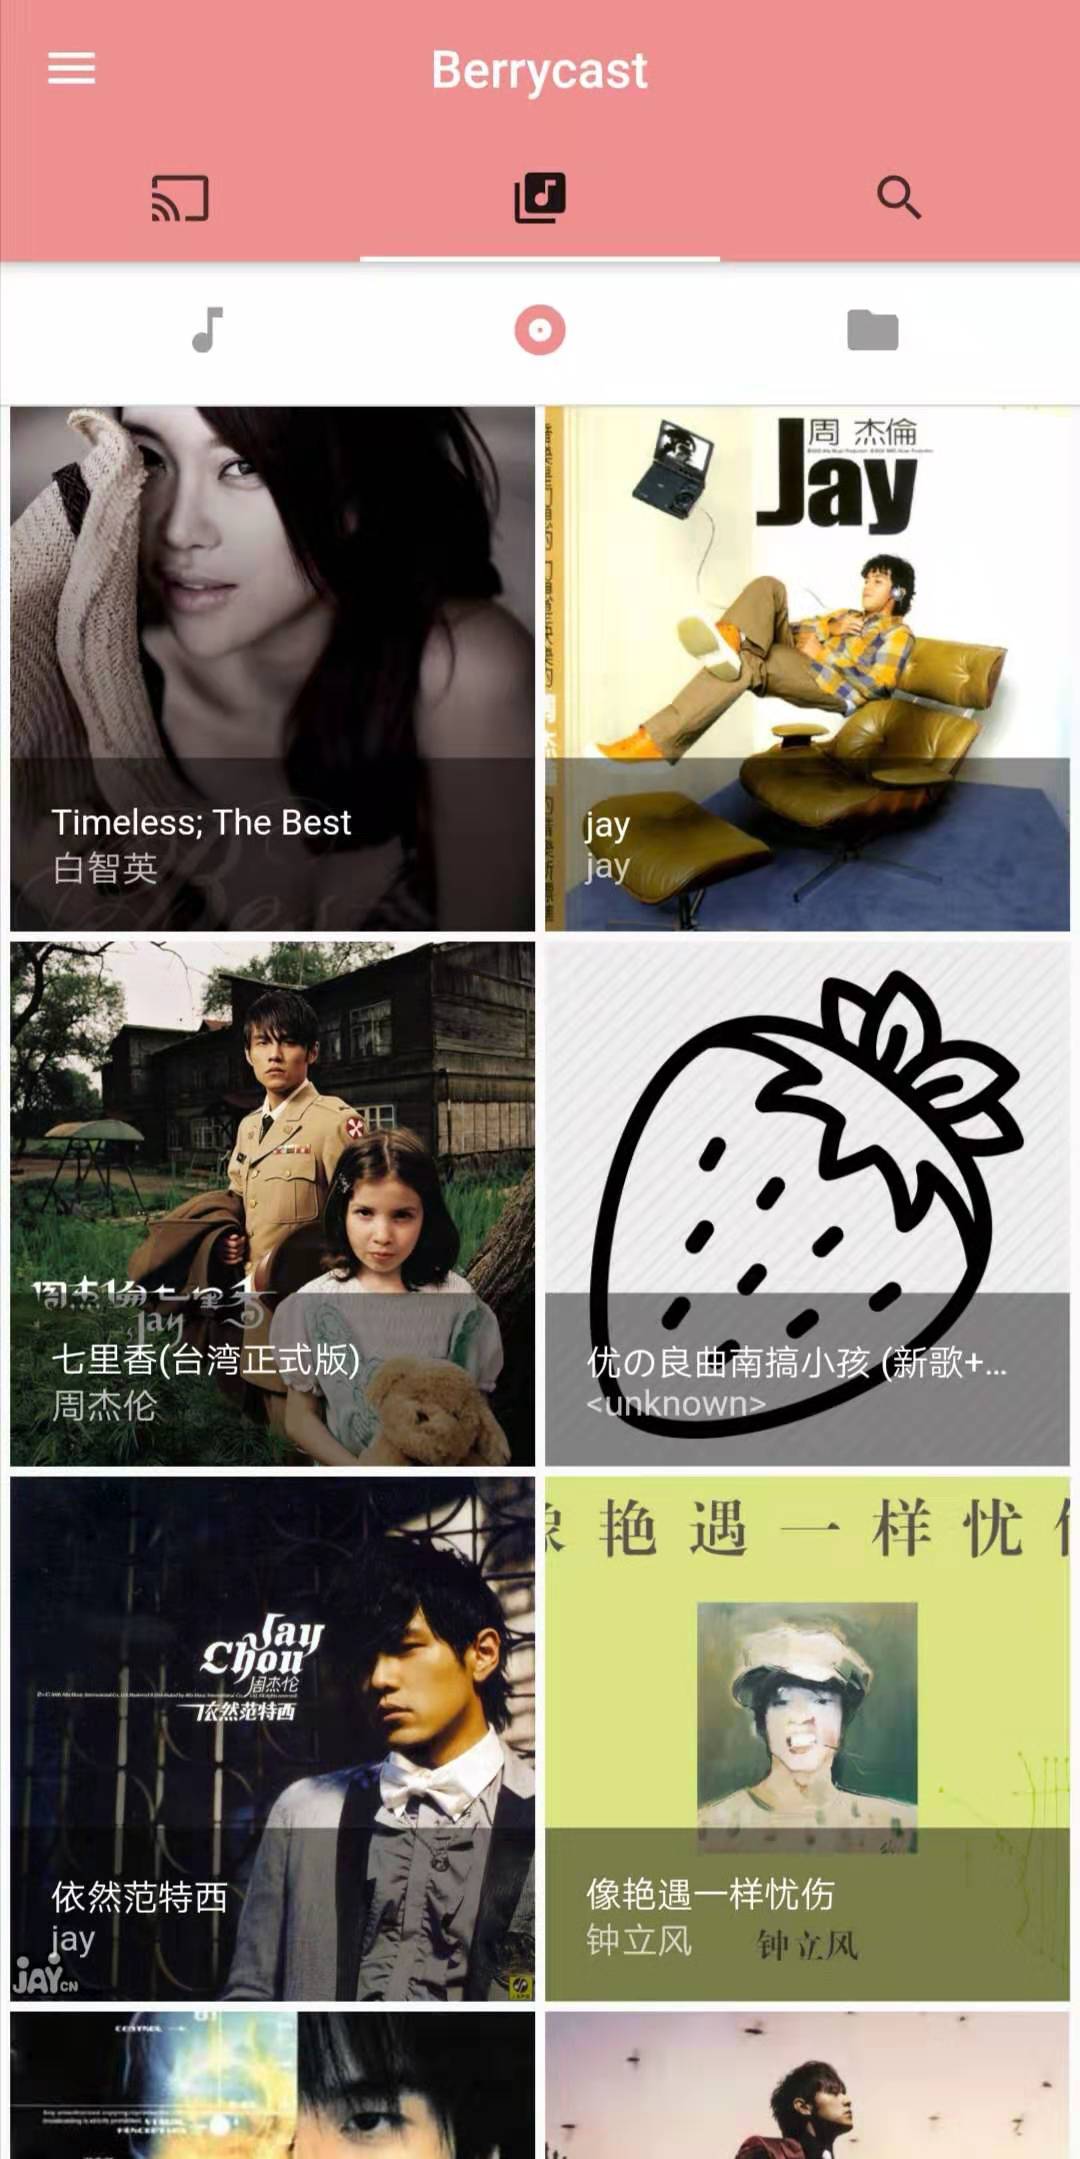 Berrycast
周杰倫
Jay
Timeless; The Best
白智英
jay
jay
周杰倫七里香
jay
七里香(台湾正式版)
周杰伦
优の良曲南搞小孩 (新歌+...
<unknown>
Jay
Chou
周杰伦
依然范特西
依然范特西
jay
JAYCN
艳遇一样忧
像艳遇一样忧伤
钟立风
钟立风
CONTROL